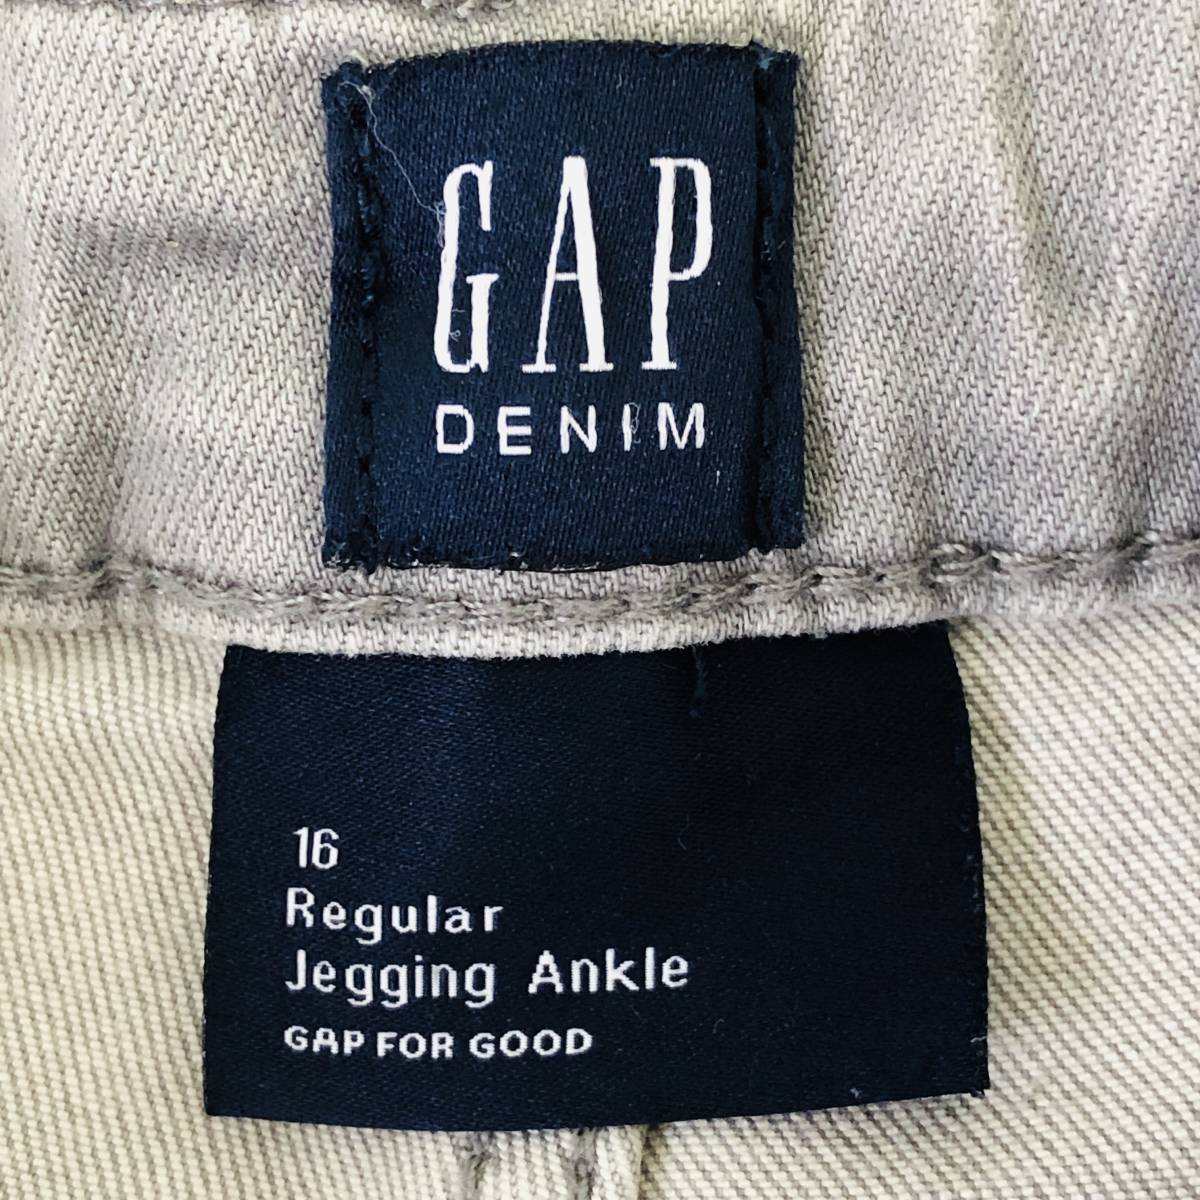 GAP
DENIM
16
Regular
Jegging Ankle
GAP FOR GOOD